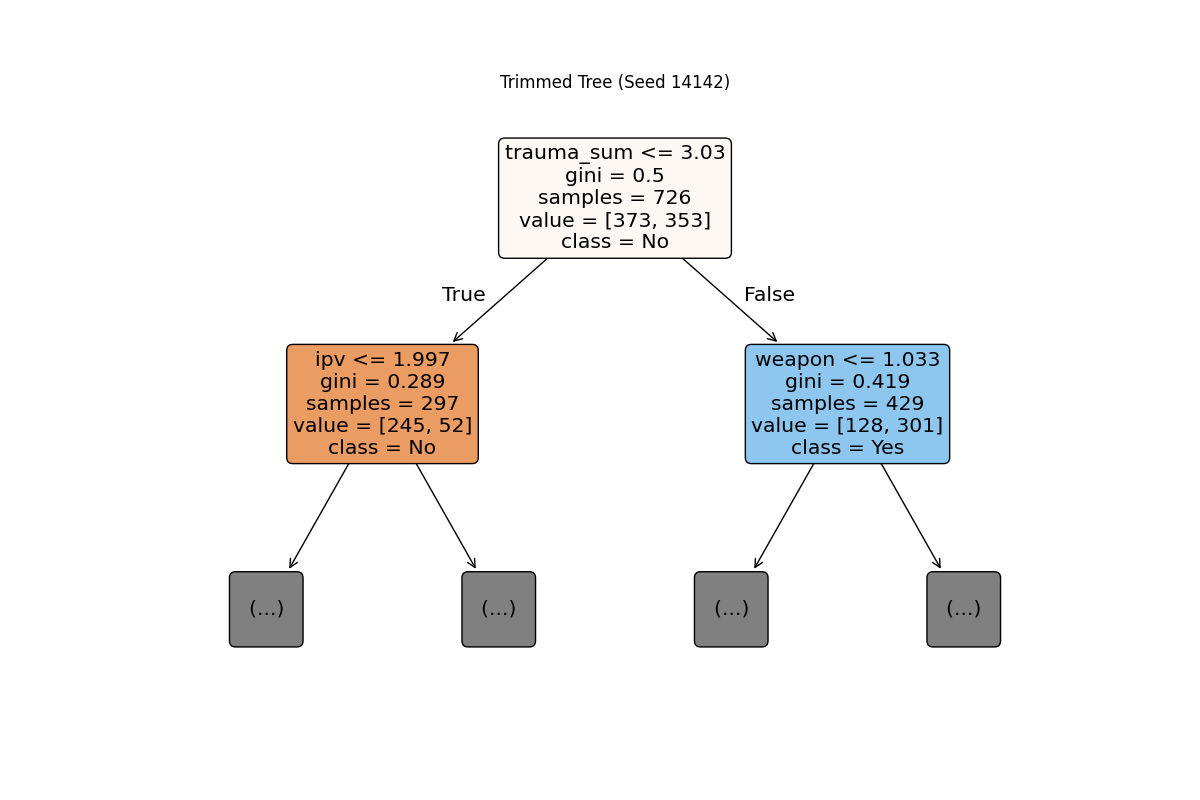 Trimmed Tree (Seed 14142)
trauma_sum <= 3.03
gini = 0.5
samples = 726
value = [373, 353]
class = No
True
False
ipv <= 1.997
gini = 0.289
samples = 297
value = [245, 52]
class = No
weapon <= 1.033
gini = 0.419
samples = 429
value = [128, 301]
class = Yes
(...)
(...)
(...)
(...)